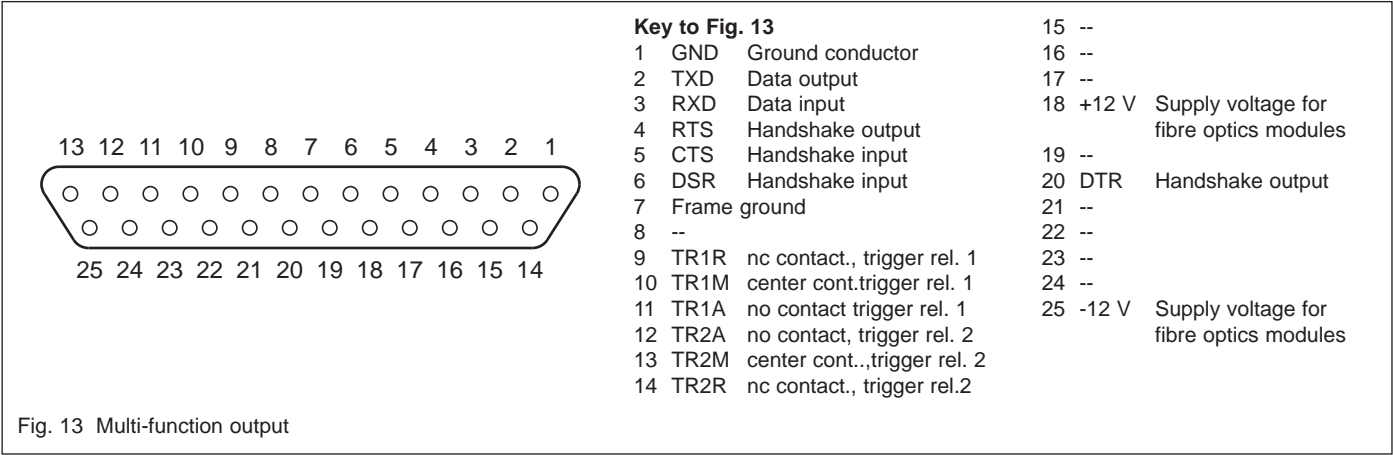 13 12 11 10 9 8 7 6 5 4 3 2 1
25 24 23 22 21 20 19 18 17 16 15 14
Key to Fig. 13
1 GND Ground conductor
2 TXD Data output
3 RXD Data input
4 RTS Handshake output
5 CTS Handshake input
6 DSR Handshake input
7 Frame ground
8 --
9 TR1R nc contact., trigger rel. 1
10 TR1M center cont.trigger rel. 1
11 TR1A no contact trigger rel. 1
12 TR2A no contact, trigger rel. 2
13 TR2M center cont..,trigger rel. 2
14 TR2R nc contact., trigger rel.2
15 --
16 --
17 --
18 +12 V Supply voltage for
fibre optics modules
19 --
20 DTR Handshake output
21 --
22 --
23 --
24 --
25 -12 V Supply voltage for
fibre optics modules
Fig. 13 Multi-function output